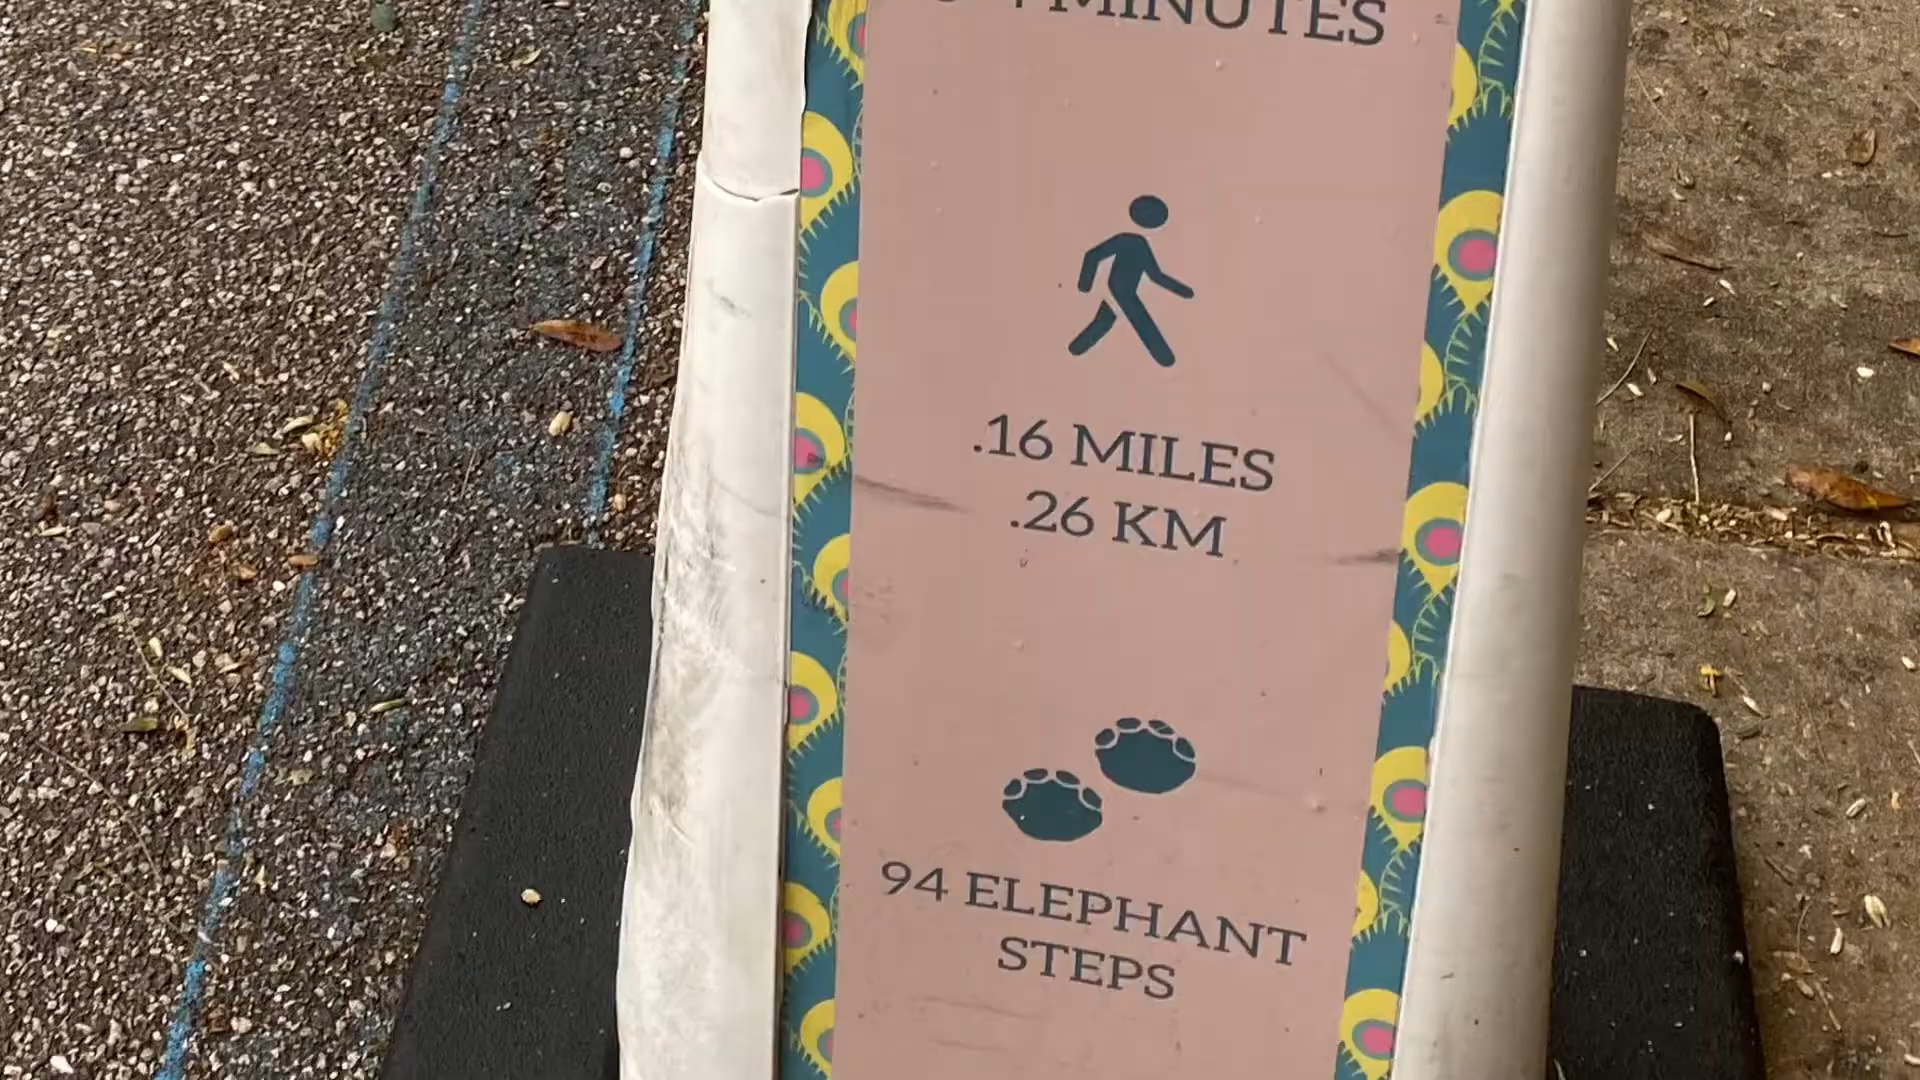 MINUTES
.16 MILES
.26 KM
94 ELEPHANT
STEPS